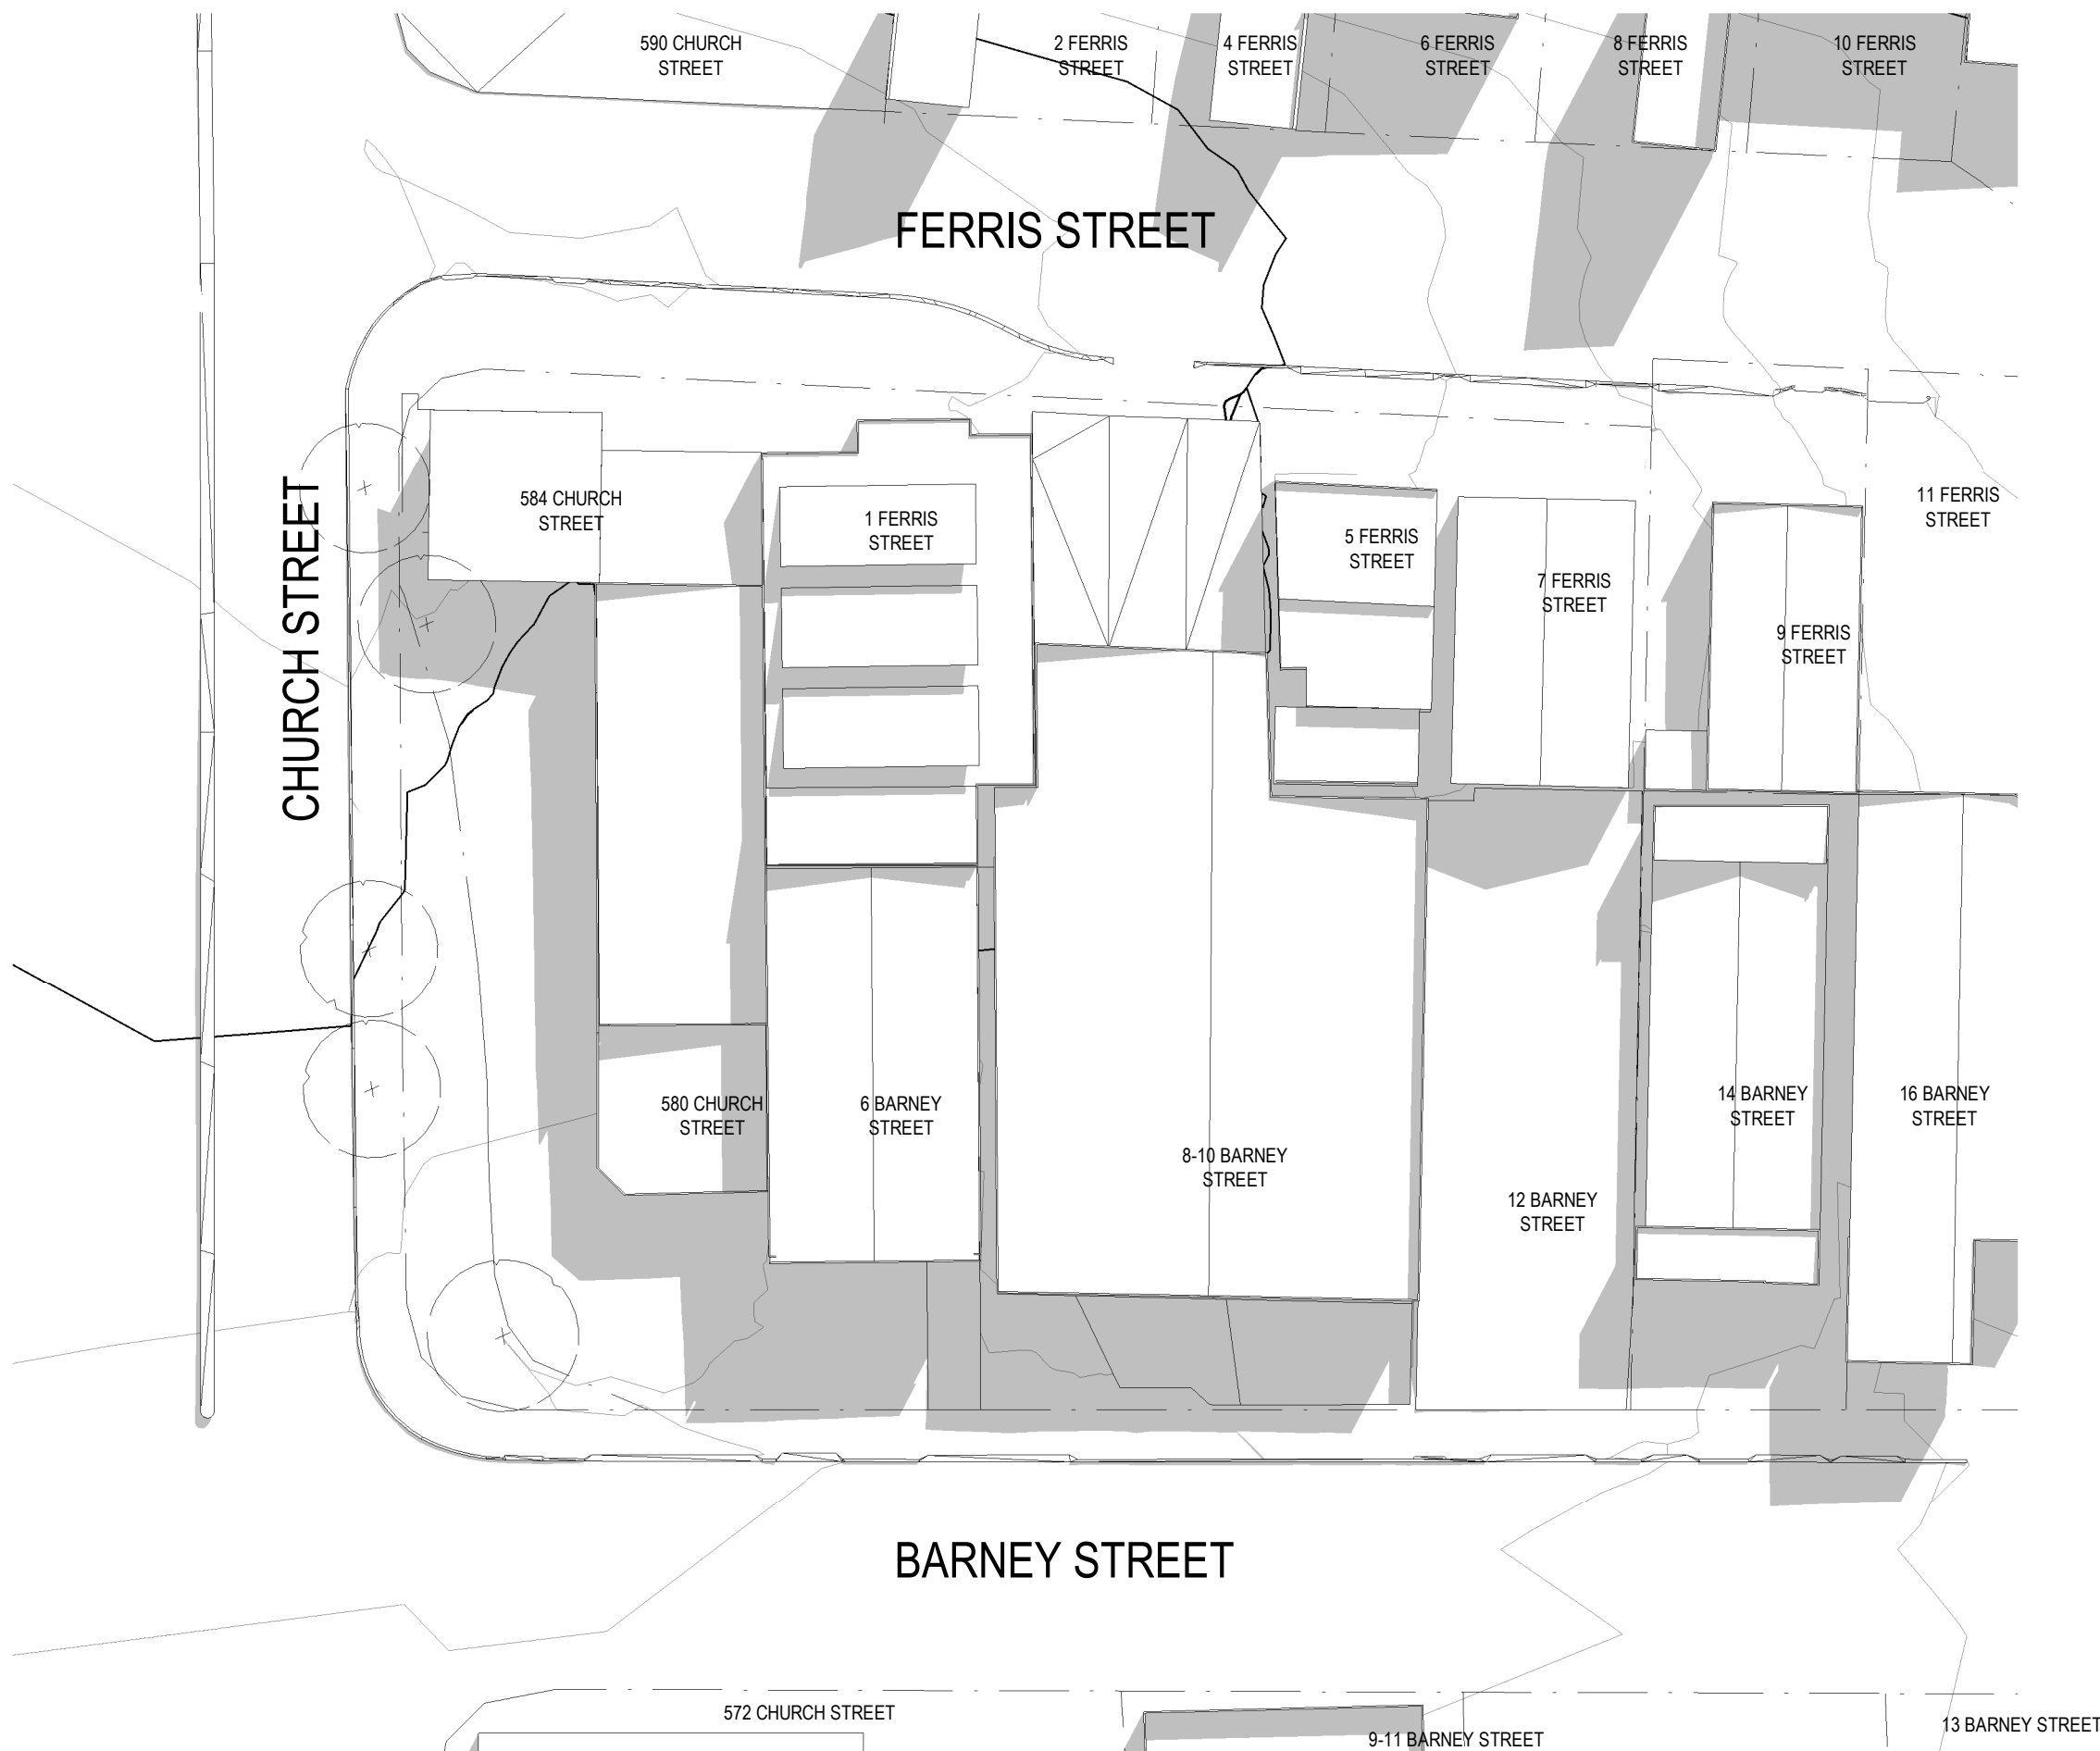 590 CHURCH
STREET
2 FERRIS
STREET
4 FERRIS
STREET
6 FERRIS
STREET
8 FERRIS
STREET
10 FERRIS
STREET
FERRIS STREET
CHURCH STREET
584 CHURCH
STREET
1 FERRIS
STREET
5 FERRIS
STREET
7 FERRIS
STREET
9 FERRIS
STREET
11 FERRIS
STREET
580 CHURCH
STREET
6 BARNEY
STREET
8-10 BARNEY
STREET
12 BARNEY
STREET
14 BARNEY
STREET
16 BARNEY
STREET
BARNEY STREET
572 CHURCH STREET
9-11 BARNEY STREET
13 BARNEY STREET